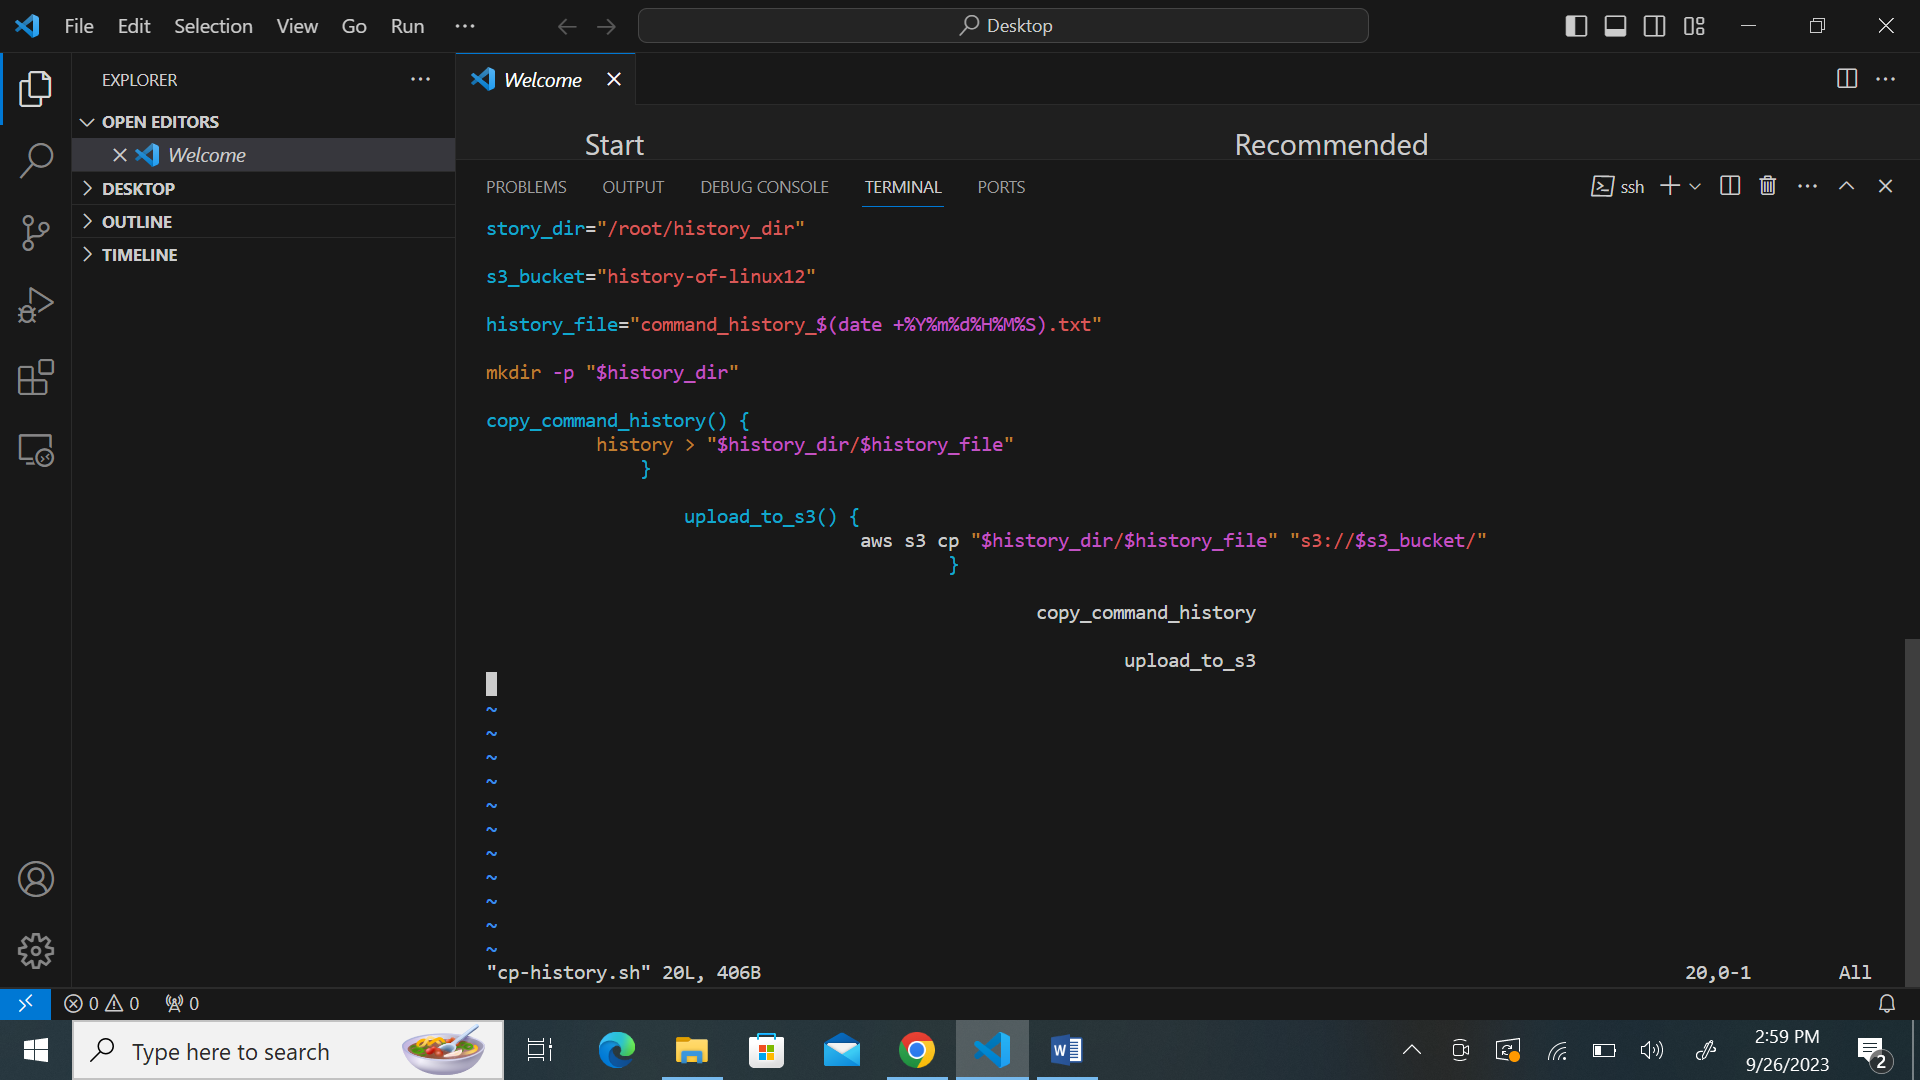 File Edit Selection View Go Run ··· Desktop
EXPLORER
OPEN EDITORS
Welcome
DESKTOP
OUTLINE
TIMELINE
Welcome
Start Recommended
PROBLEMS OUTPUT DEBUG CONSOLE TERMINAL PORTS
ssh
story_dir="/root/history_dir"
s3_bucket="history-of-linux12"
history_file="command_history_$(date +%Y%m%d%H%M%S).txt"
mkdir -p "$history_dir"
copy_command_history() {
history > "$history_dir/$history_file"
}
upload_to_s3() {
aws s3 cp "$history_dir/$history_file" "s3://$s3_bucket/"
}
copy_command_history
upload_to_s3
~
~
~
~
~
~
~
~
~
~
~
"cp-history.sh" 20L, 406B 20,0-1 All
0 0 0
Type here to search
2:59 PM
9/26/2023
2